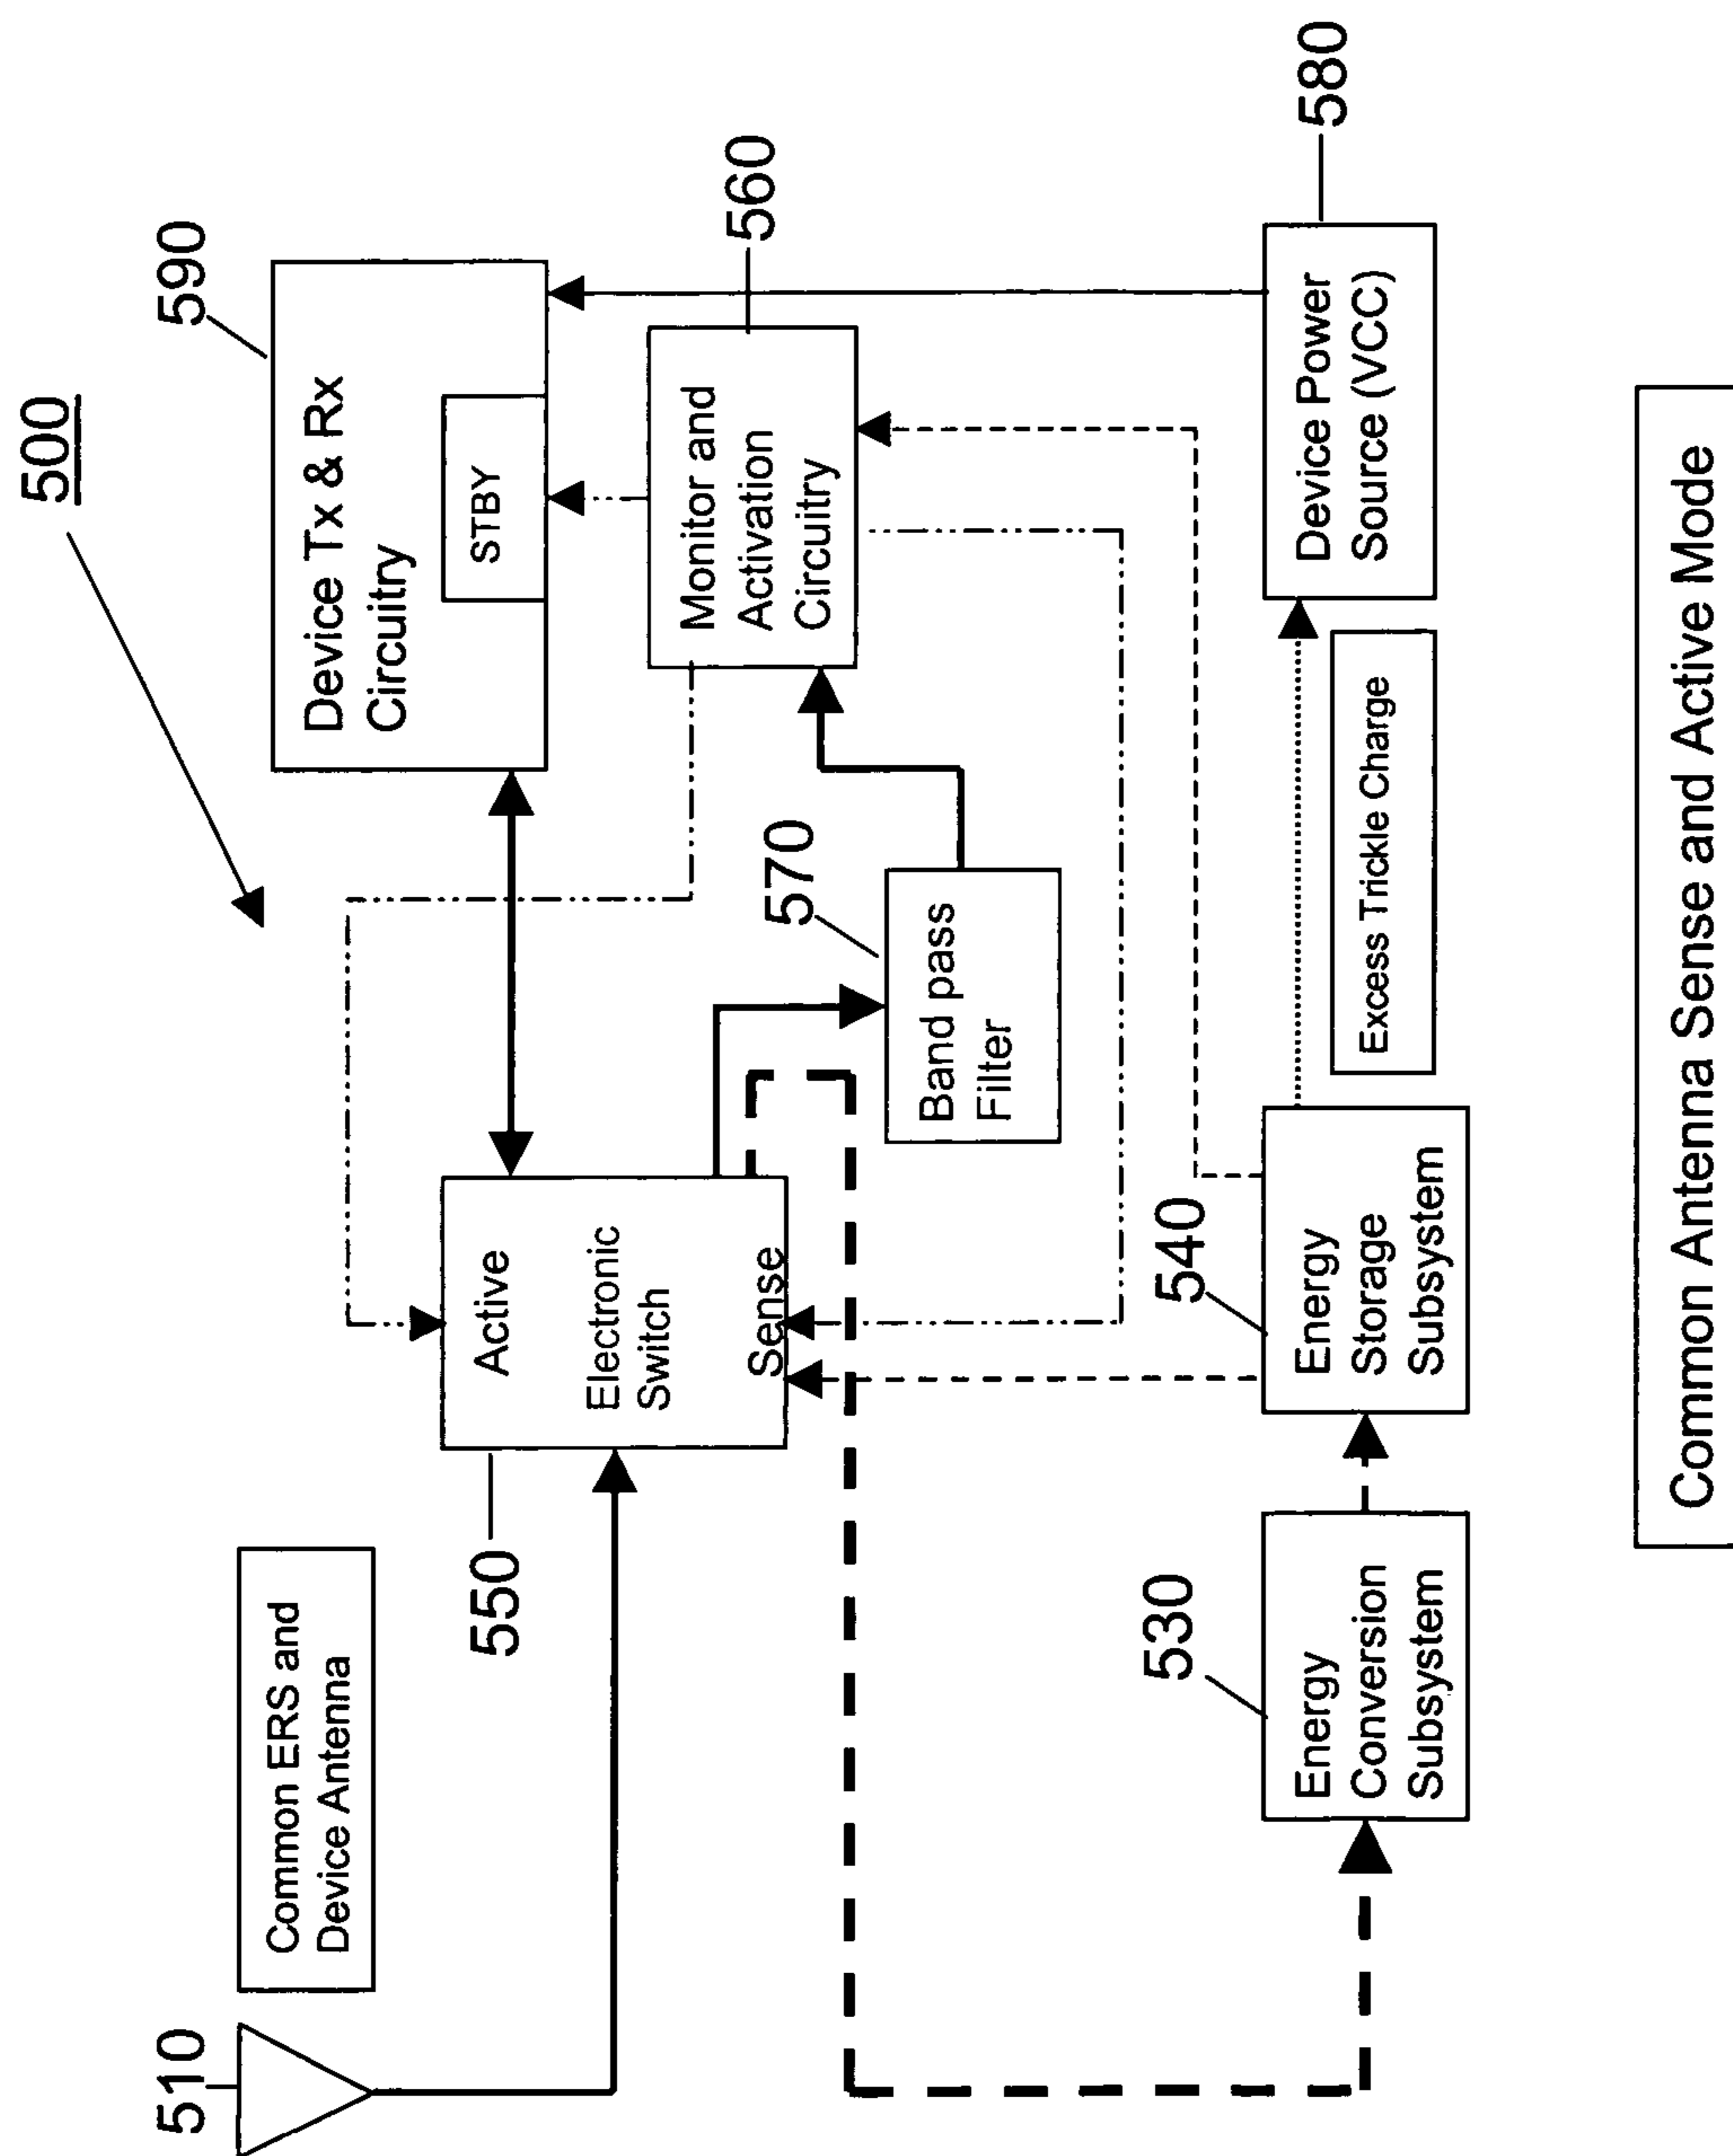 500
510
Common ERS and
Device Antenna
590
Device Tx & Rx
Circuitry
STBY
550
Active
Electronic
Switch
Sense
560
Monitor and
Activation
Circuitry
570
Band pass
Filter
530
Energy
Conversion
Subsystem
540
Energy
Storage
Subsystem
Excess Trickle Charge
580
Device Power
Source (VCC)
Common Antenna Sense and Active Mode